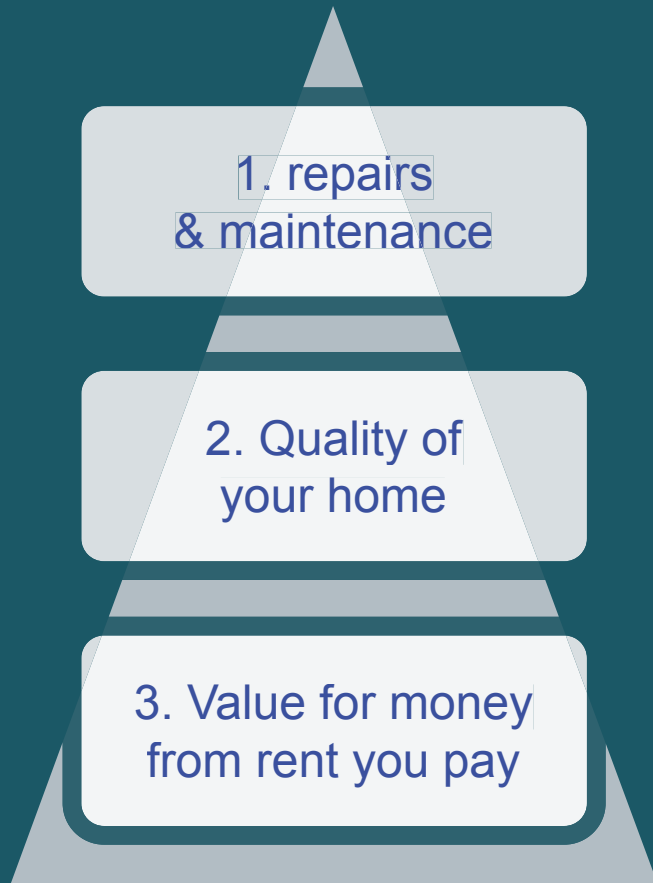 1. repairs
& maintenance
2. Quality of
your home
3. Value for money
from rent you pay